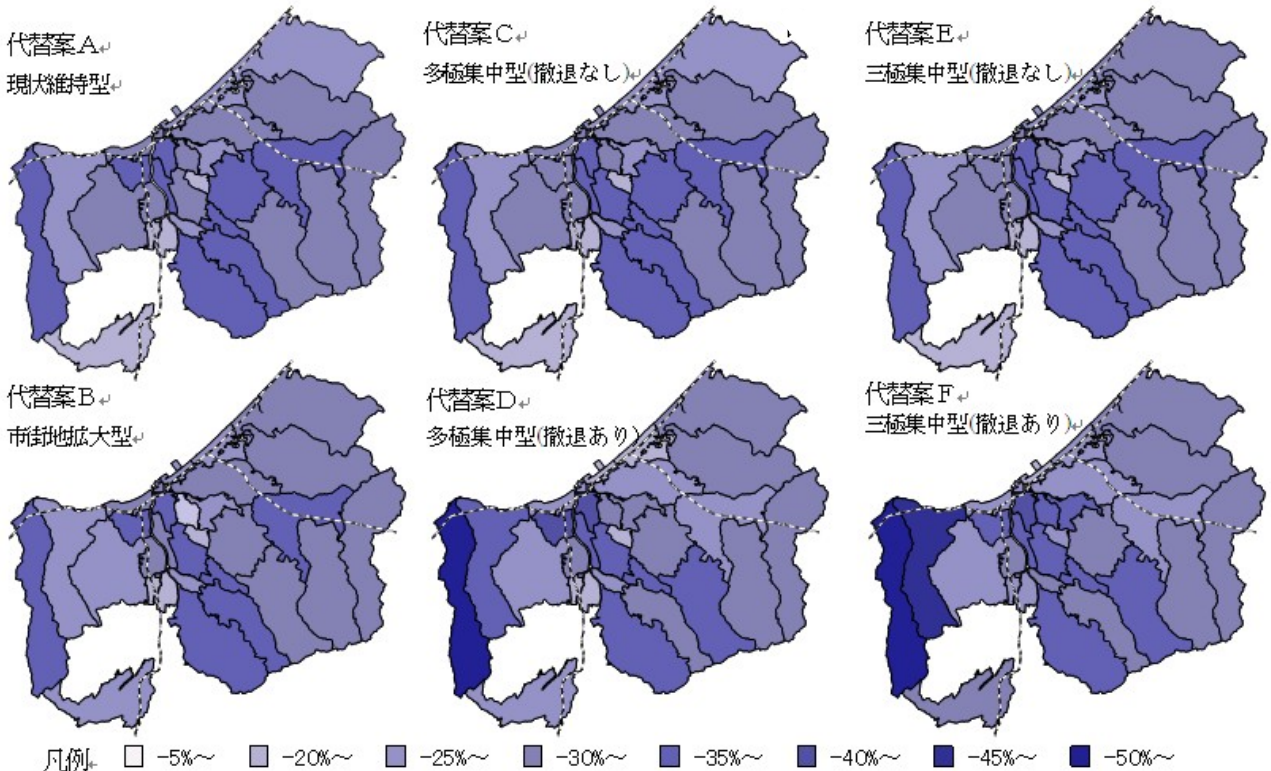 代替案A↵
現状維持型↵
代替案C↵
多極集中型(撤退なし)↵
代替案E↵
三極集中型(撤退なし)↵
代替案B↵
市街地拡大型↵
代替案D↵
多極集中型(撤退あり)↵
代替案F↵
三極集中型(撤退あり)↵
凡例↵ -5%～ -20%～ -25%～ -30%～ -35%～ -40%～ -45%～ -50%～